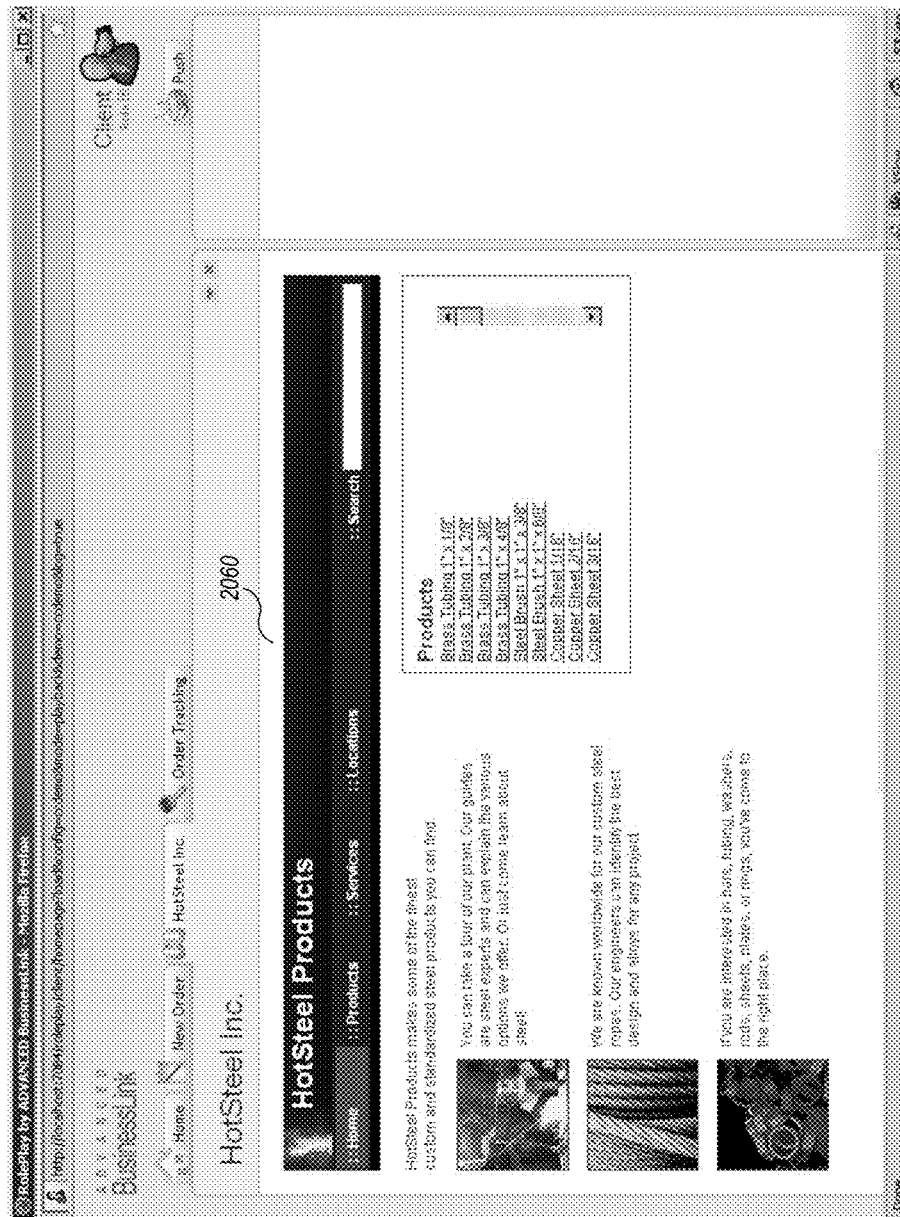 Client
ADVANCED
BusinessLink
Home
New Order
HotSteel Inc.
Order Tracking
Push
HotSteel Inc.
2060
HotSteel Products
:: Home
:: Products
:: Services
:: Locations
:: Search
HotSteel Products makes some of the finest
custom and standardized steel products you can find.
You can take a tour of our plant. Our guides
are steel experts and can explain the various
options we offer. Or just come learn about
steel!
We are known worldwide for our custom steel
ropes. Our engineers can identify the best
design and alloys for any project.
If you are interested in bars, tubing, washers,
rods, sheets, plates, or rings, you've come to
the right place.
Products
Brass Tubing 1" x 1/8"
Brass Tubing 1" x 2/8"
Brass Tubing 1" x 3/8"
Brass Tubing 1" x 4/8"
Steel Brush 1" x 1" x 3/8"
Steel Brush 1" x 1" x 6/8"
Copper Sheet 1/16"
Copper Sheet 2/16"
Copper Sheet 3/16"